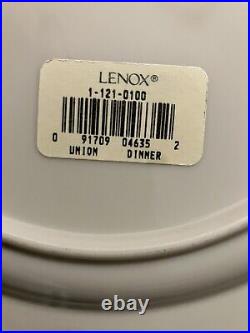 LENOX®
1-121-0100
0 91709 04635 2
UNION DINNER